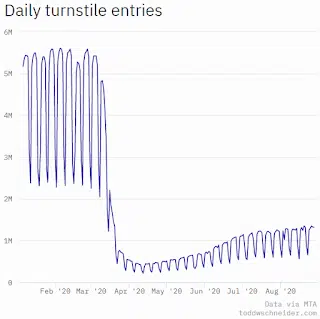 Daily turnstile entries
6M
5M
4M
3M
2M
1M
0
Feb '20 Mar '20 Apr '20 May '20 Jun '20 Jul '20 Aug '20
Data via MTA
toddwschneider.com